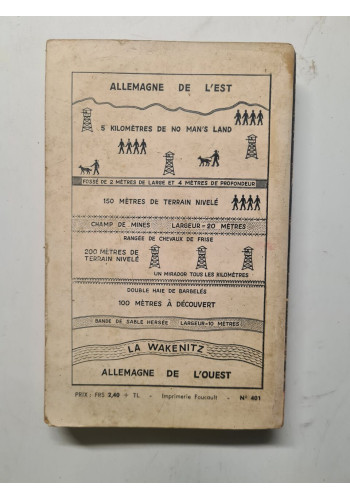 ALLEMAGNE DE L'EST
5 KILOMÈTRES DE NO MAN'S LAND
FOSSÉ DE 2 MÈTRES DE LARGE ET 4 MÈTRES DE PROFONDEUR
150 MÈTRES DE TERRAIN NIVELÉ
CHAMP DE MINES LARGEUR=20 MÈTRES
RANGÉE DE CHEVAUX DE FRISE
200 MÈTRES DE
TERRAIN NIVELÉ
UN MIRADOR TOUS LES KILOMÈTRES
DOUBLE HAIE DE BARBELÉS
100 MÈTRES À DÉCOUVERT
BANDE DE SABLE HERSÉE LARGEUR=10 MÈTRES
LA WAKENITZ
ALLEMAGNE DE L'OUEST
PRIX : FRS 2,40 + TL. - Imprimerie Foucault - N° 401